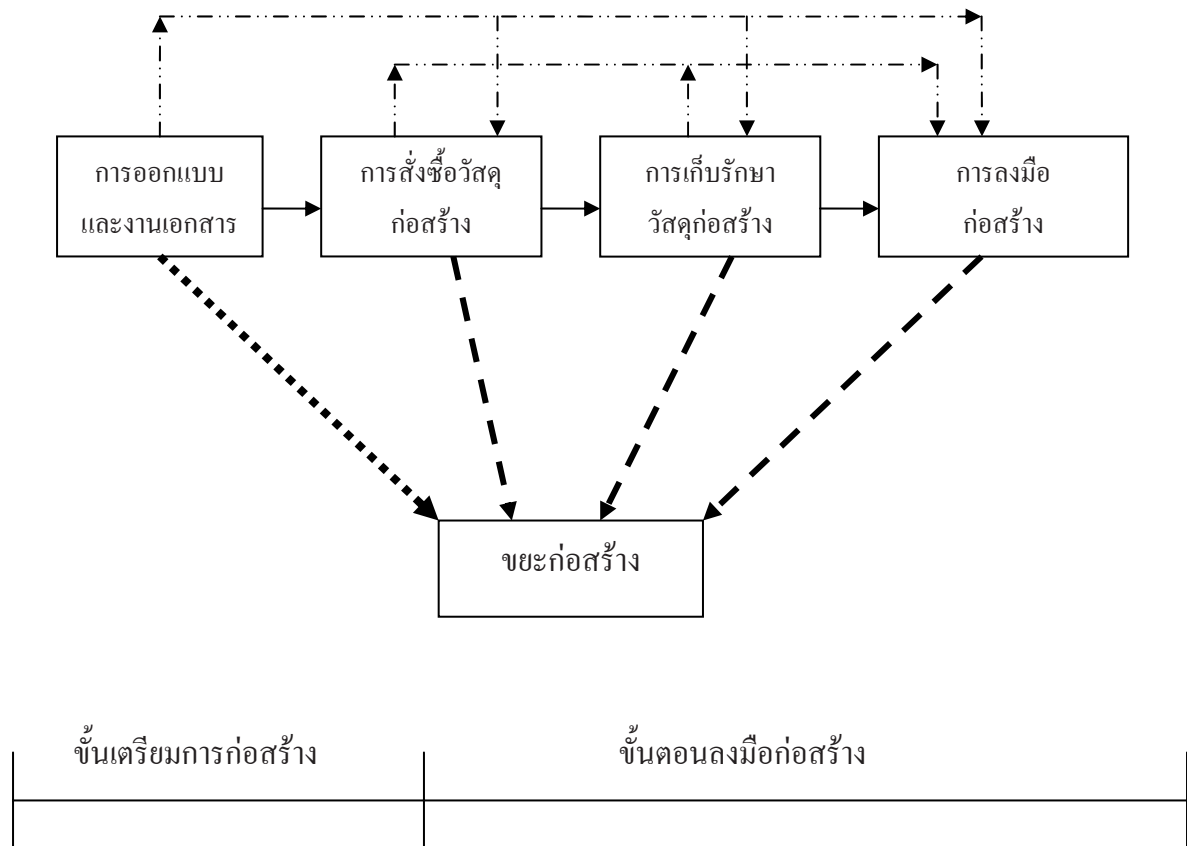 การออกแบบ
และงานเอกสาร
การสั่งซื้อวัสดุ
ก่อสร้าง
การเก็บรักษา
วัสดุก่อสร้าง
การลงมือ
ก่อสร้าง
ขยะก่อสร้าง
ขั้นเตรียมการก่อสร้าง
ขั้นตอนลงมือก่อสร้าง